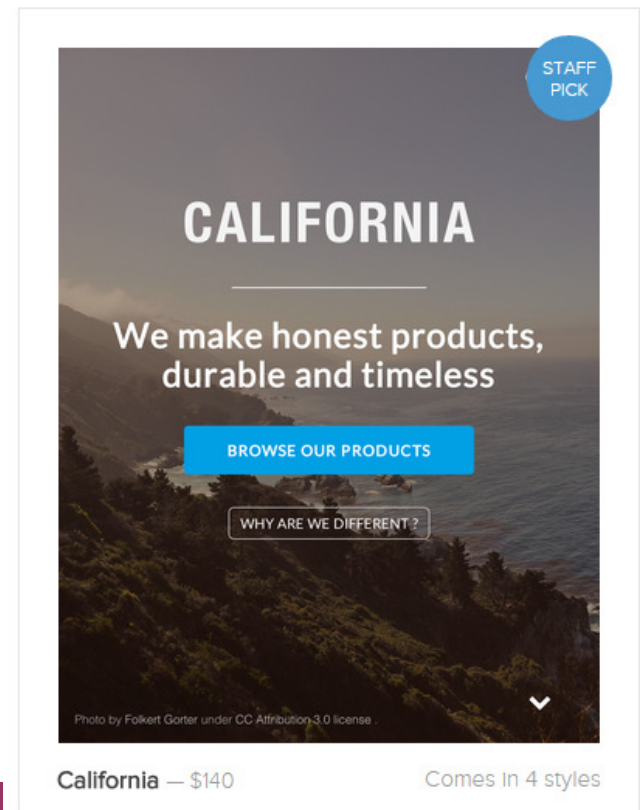 STAFF
PICK
CALIFORNIA
We make honest products,
durable and timeless
BROWSE OUR PRODUCTS
WHY ARE WE DIFFERENT ?
Photo by Folkert Gorter under CC Attribution 3.0 license .
California — $140
Comes in 4 styles